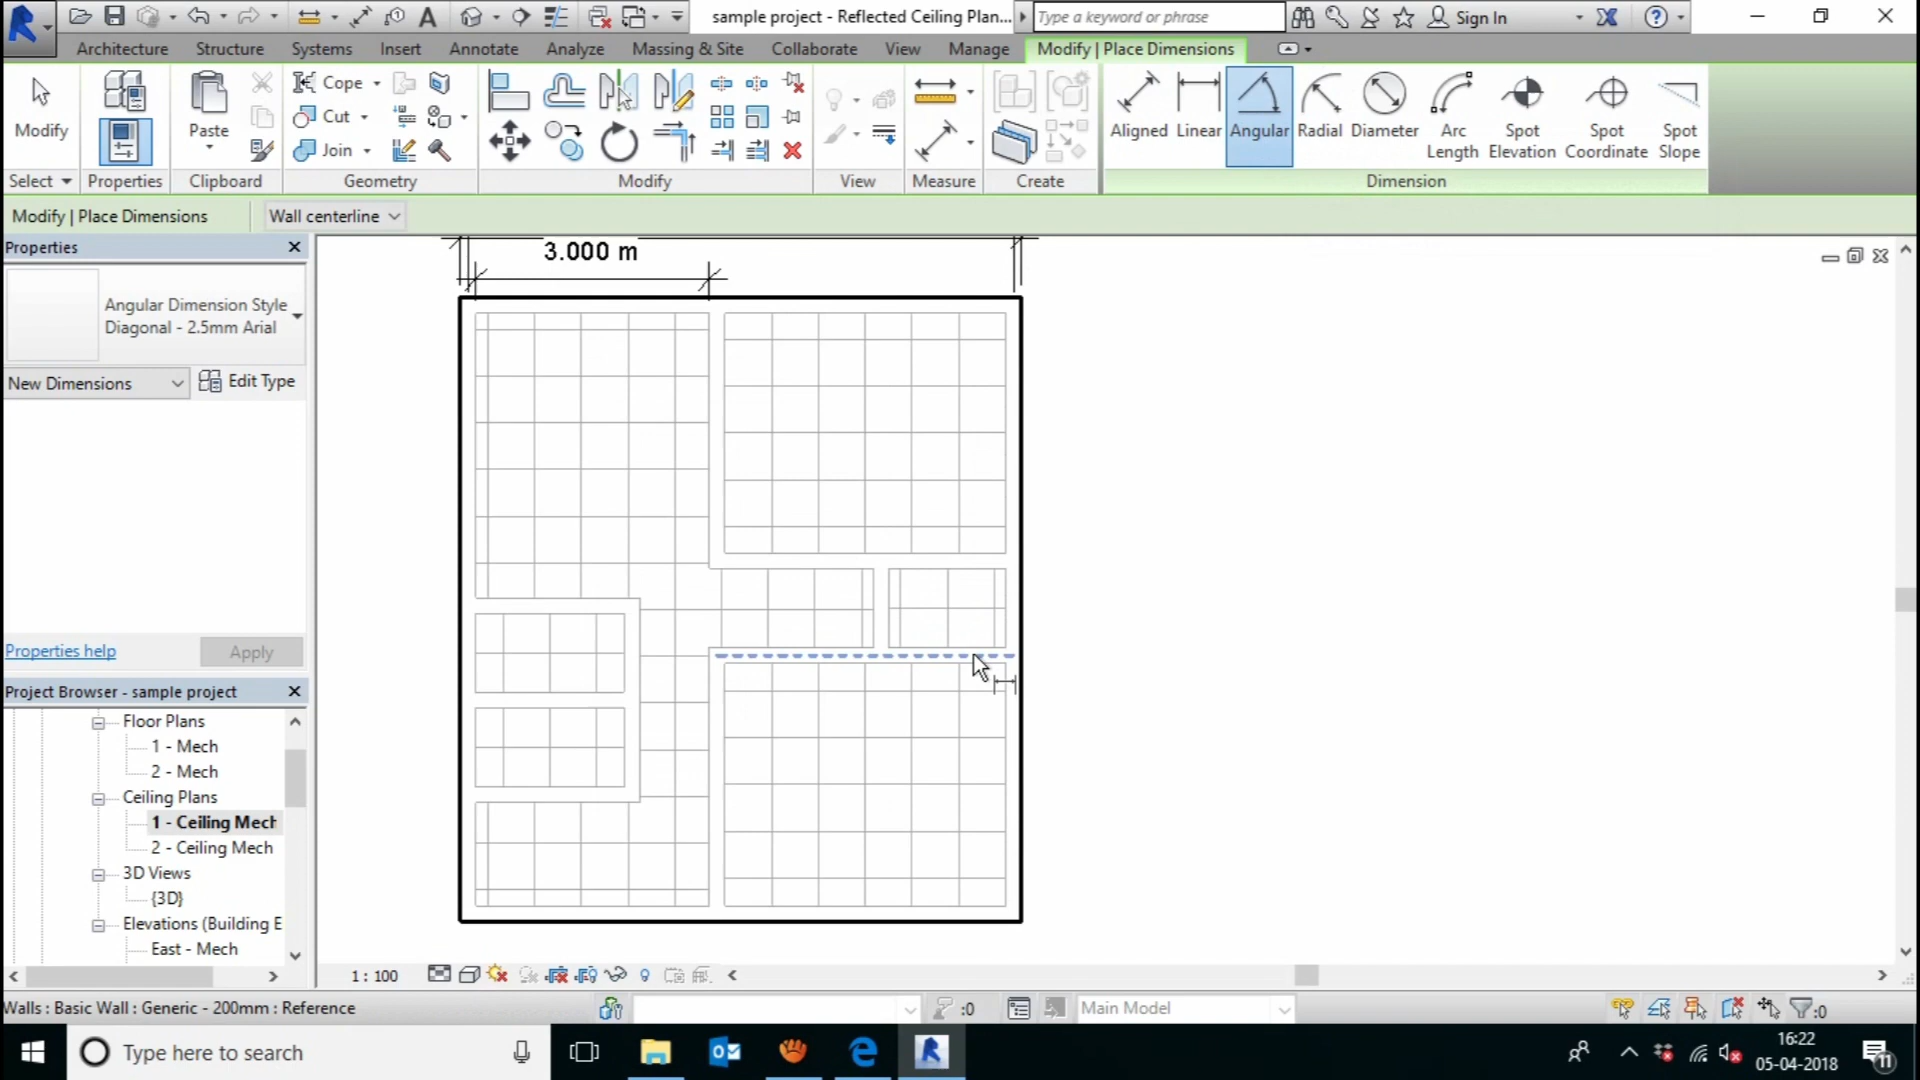 sample project - Reflected Ceiling Plan...
Type a keyword or phrase
Sign In
Architecture
Structure
Systems
Insert
Annotate
Analyze
Massing & Site
Collaborate
View
Manage
Modify | Place Dimensions
Modify
Paste
Cope
Cut
Join
Aligned
Linear
Angular
Radial
Diameter
Arc
Length
Spot
Elevation
Spot
Coordinate
Spot
Slope
Select
Properties
Clipboard
Geometry
Modify
View
Measure
Create
Dimension
Modify | Place Dimensions
Wall centerline
Properties
Angular Dimension Style
Diagonal - 2.5mm Arial
New Dimensions
Edit Type
Properties help
Apply
3.000 m
Project Browser - sample project
Floor Plans
1 - Mech
2 - Mech
Ceiling Plans
1 - Ceiling Mech
2 - Ceiling Mech
3D Views
{3D}
Elevations (Building E
East - Mech
1 : 100
Walls : Basic Wall : Generic - 200mm : Reference
:0
Main Model
:0
Type here to search
16:22
05-04-2018
11